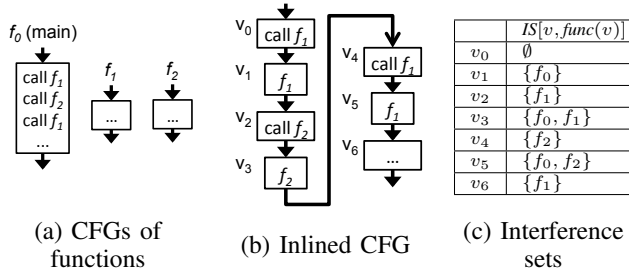 f₀ (main)
call f₁
call f₂
call f₁
...
f₁
...
f₂
...
(a) CFGs of
functions
v₀
call f₁
v₁
f₁
v₂
call f₂
v₃
f₂
v₄
call f₁
v₅
f₁
v₆
...
(b) Inlined CFG
IS[v, func(v)]
v₀ ∅
v₁ {f₀}
v₂ {f₁}
v₃ {f₀, f₁}
v₄ {f₂}
v₅ {f₀, f₂}
v₆ {f₁}
(c) Interference
sets